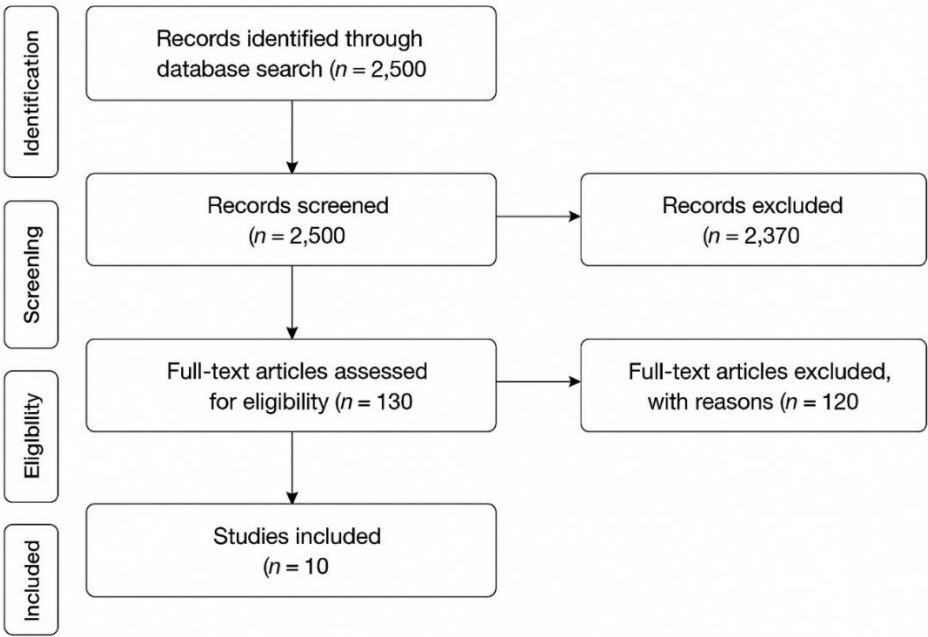 Identification
Records identified through
database search (n = 2,500
Records screened
(n = 2,500
Records excluded
(n = 2,370
Screening
Full-text articles assessed
for eligibility (n = 130
Full-text articles excluded,
with reasons (n = 120
Eligibility
Studies included
(n = 10
Included